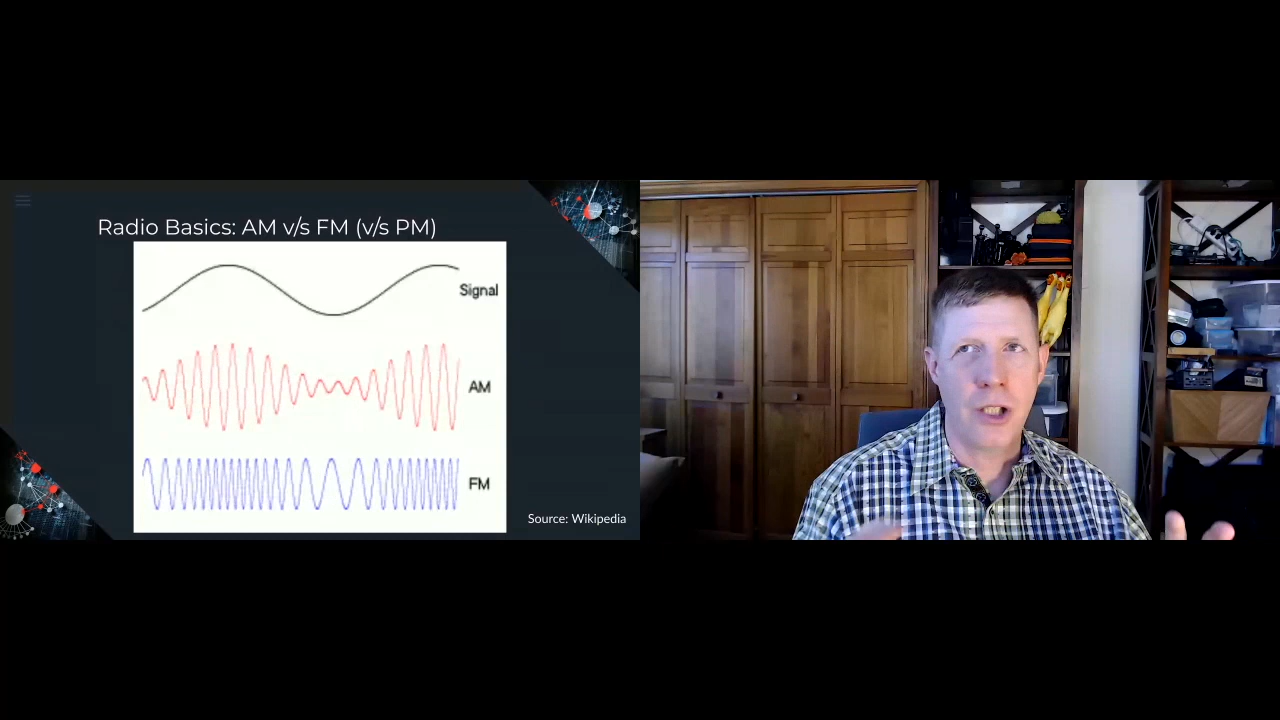 Radio Basics: AM v/s FM (v/s PM)
Signal
AM
FM
Source: Wikipedia